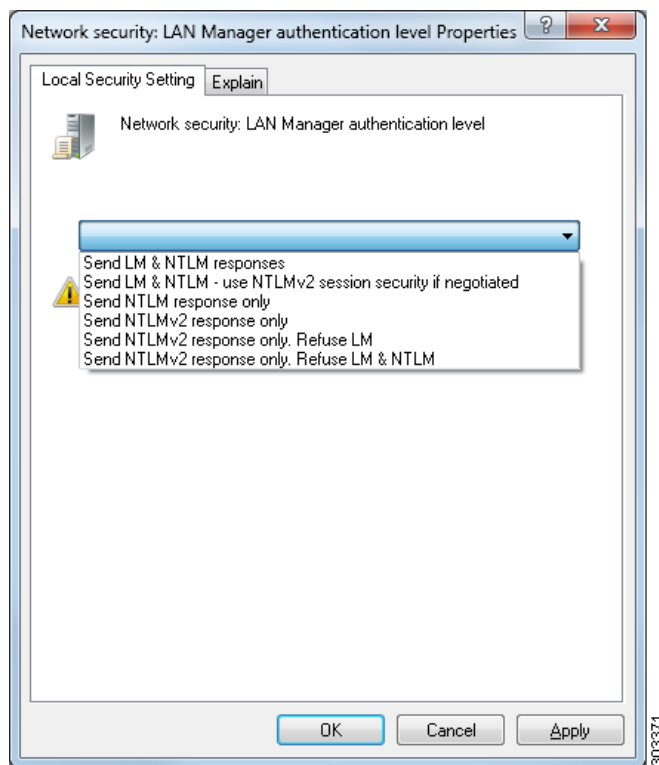 Network security: LAN Manager authentication level Properties
Local Security Setting
Explain
Network security: LAN Manager authentication level
Send LM & NTLM responses
Send LM & NTLM - use NTLMv2 session security if negotiated
Send NTLM response only
Send NTLMv2 response only
Send NTLMv2 response only. Refuse LM
Send NTLMv2 response only. Refuse LM & NTLM
OK
Cancel
Apply
303371